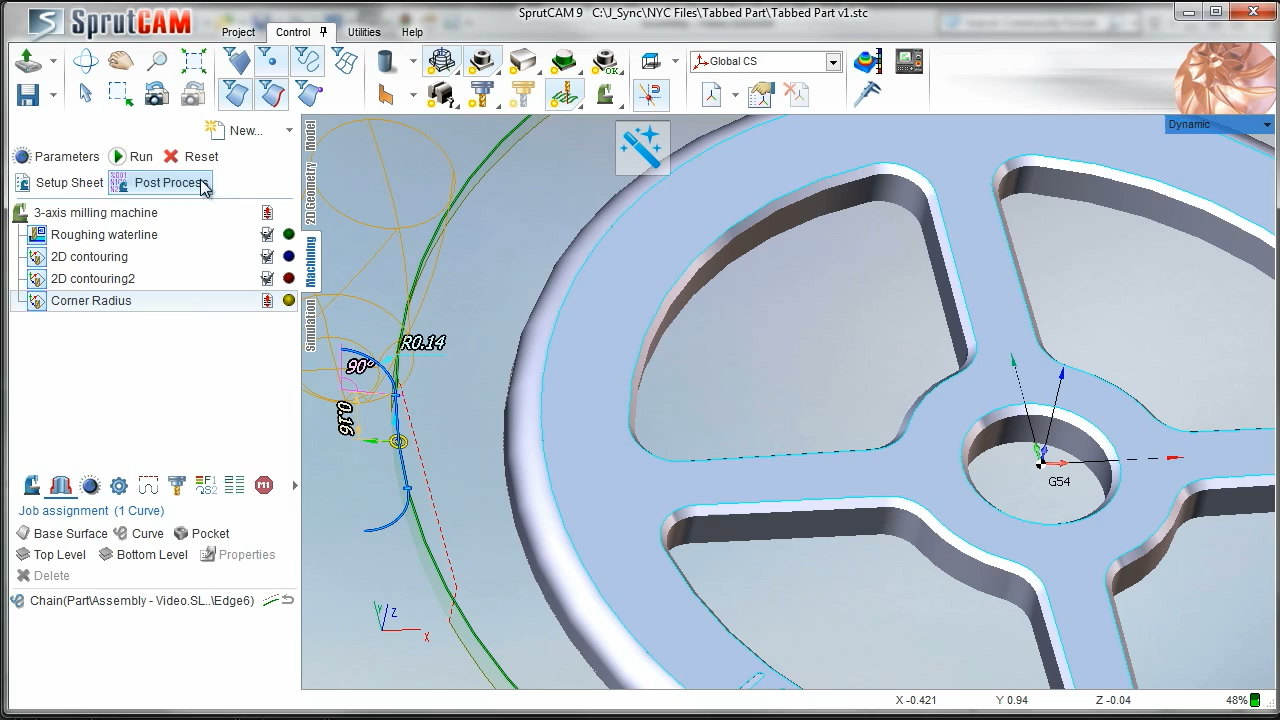 SprutCAM
SprutCAM 9 C:\J_Sync\NYC Files\Tabbed Part\Tabbed Part v1.stc
Project Control Utilities Help
Global CS
OK
New...
Parameters Run Reset
Setup Sheet Post Process
3-axis milling machine
Roughing waterline
2D contouring
2D contouring2
Corner Radius
Model
2D Geometry
Machining
Simulation
Dynamic
R0.14
90°
0.16
G54
Z
X
F1
S2
M1
Job assignment (1 Curve)
Base Surface Curve Pocket
Top Level Bottom Level Properties
Delete
Chain(Part\Assembly - Video.SL..\Edge6)
X -0.421 Y 0.94 Z -0.04 48%